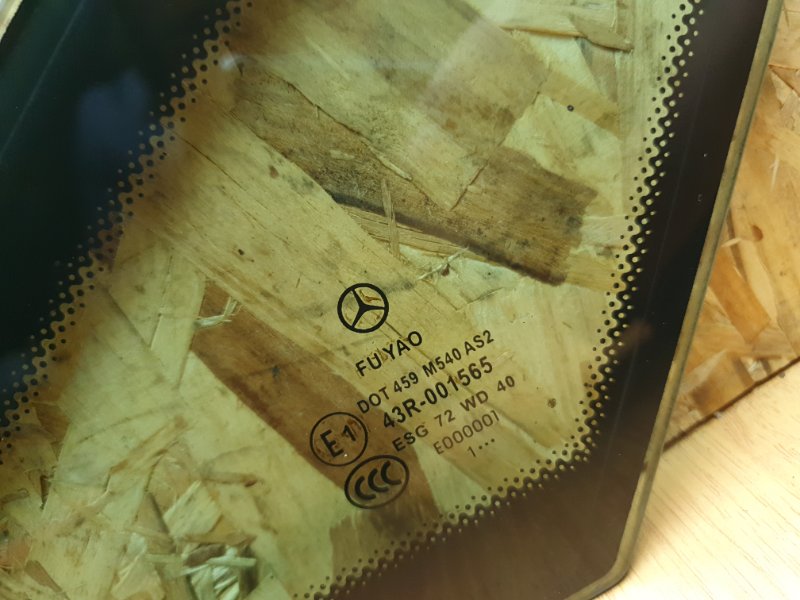 FUYAO
DOT 459 M540 AS2
43R-001565
E1
ESG 72 WD 40
E000001
CCC
1•••